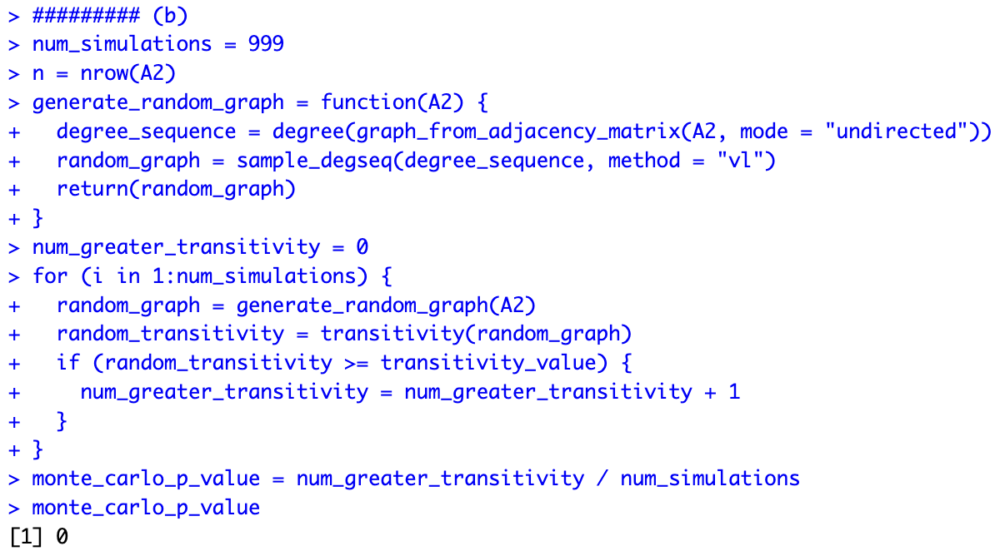 > ######### (b)
> num_simulations = 999
> n = nrow(A2)
> generate_random_graph = function(A2) {
+   degree_sequence = degree(graph_from_adjacency_matrix(A2, mode = "undirected"))
+   random_graph = sample_degseq(degree_sequence, method = "vl")
+   return(random_graph)
+ }
> num_greater_transitivity = 0
> for (i in 1:num_simulations) {
+   random_graph = generate_random_graph(A2)
+   random_transitivity = transitivity(random_graph)
+   if (random_transitivity >= transitivity_value) {
+     num_greater_transitivity = num_greater_transitivity + 1
+   }
+ }
> monte_carlo_p_value = num_greater_transitivity / num_simulations
> monte_carlo_p_value
[1] 0